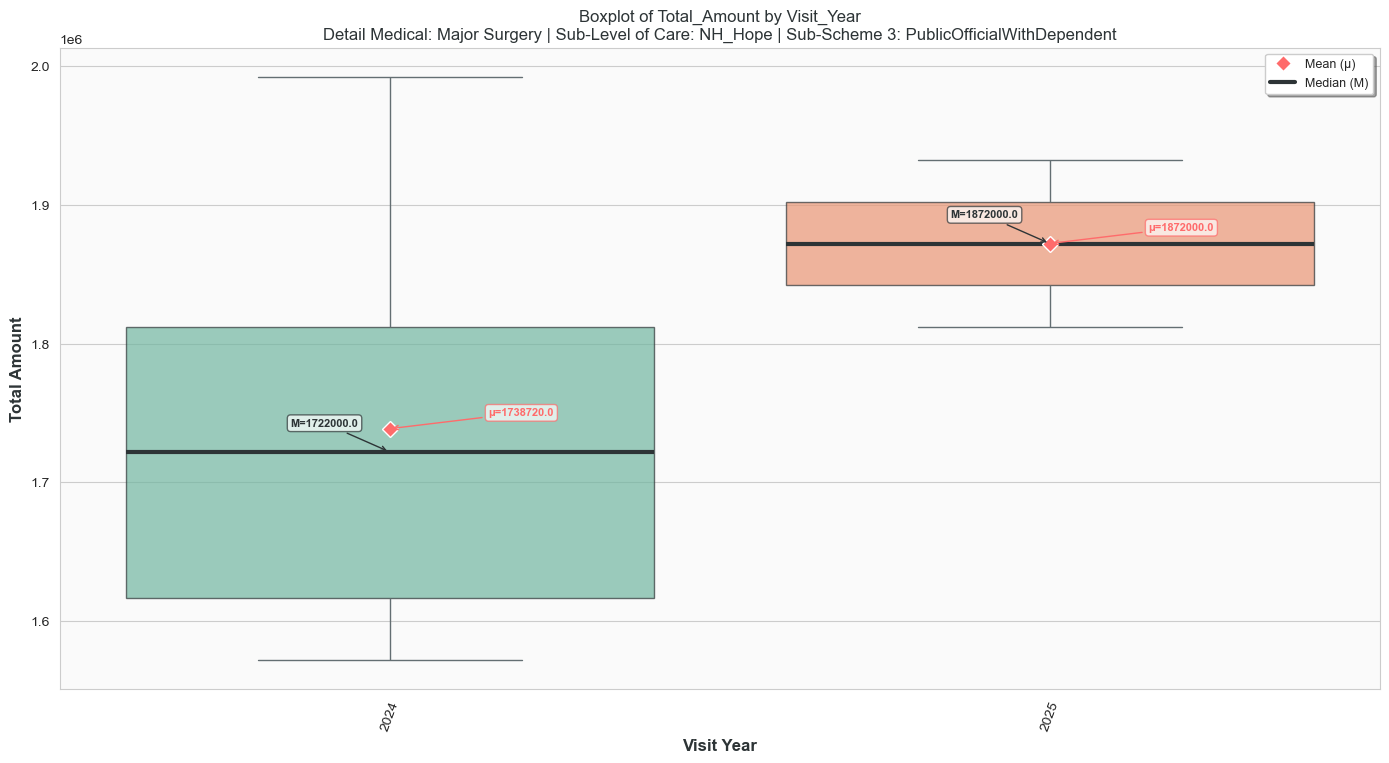 Boxplot of Total_Amount by Visit_Year
Detail Medical: Major Surgery | Sub-Level of Care: NH_Hope | Sub-Scheme 3: PublicOfficialWithDependent
1e6
2.0
1.9
1.8
1.7
1.6
Total Amount
Mean (μ)
Median (M)
M=1722000.0
μ=1738720.0
M=1872000.0
μ=1872000.0
2024
2025
Visit Year